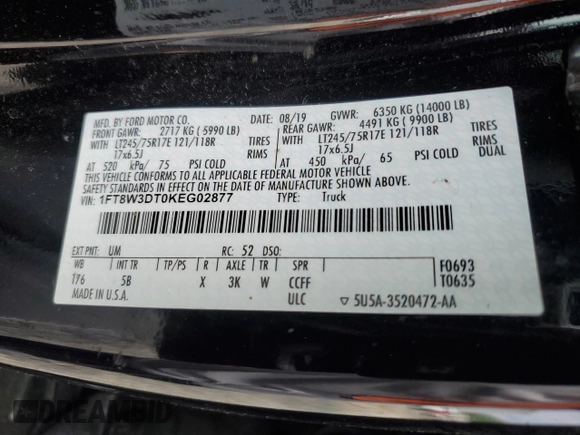 MFD. BY FORD MOTOR CO. DATE: 08/19 GVWR: 6350 KG (14000 LB)
FRONT GAWR: 2717 KG ( 5990 LB) REAR GAWR: 4491 KG ( 9900 LB)
LT245/75R17E 121/118R TIRES LT245/75R17E 121/118R TIRES
17x6.5J RIMS 17x6.5J RIMS
AT 520 kPa/ 75 PSI COLD AT 450 kPa/ 65 PSI COLD DUAL
THIS VEHICLE CONFORMS TO ALL APPLICABLE FEDERAL MOTOR VEHICLE
SAFETY STANDARDS IN EFFECT ON THE DATE OF MANUFACTURE SHOWN ABOVE.
VIN: 1FT8W3DT0KEG02877 TYPE: Truck
EXT PNT: UM RC: 52 DSO:
WB INT TR TP/PS R AXLE TR SPR F0693
176 5B X 3K W CCFF T0635
MADE IN U.S.A. ULC 5U5A-3520472-AA
DREAMBID